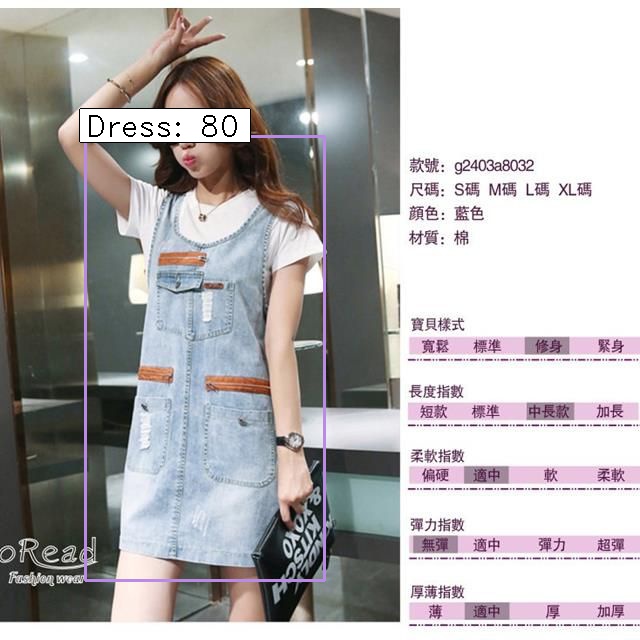 Dress: 80
款號: g2403a8032
尺碼: S碼 M碼 L碼 XL碼
顔色: 藍色
材質: 棉
寶貝樣式
寬鬆 標準 修身 緊身
長度指數
短款 標準 中長款 加長
柔軟指數
偏硬 適中 軟 柔軟
彈力指數
無彈 適中 彈力 超彈
厚薄指數
薄 適中 厚 加厚
oRead
Fashion wear